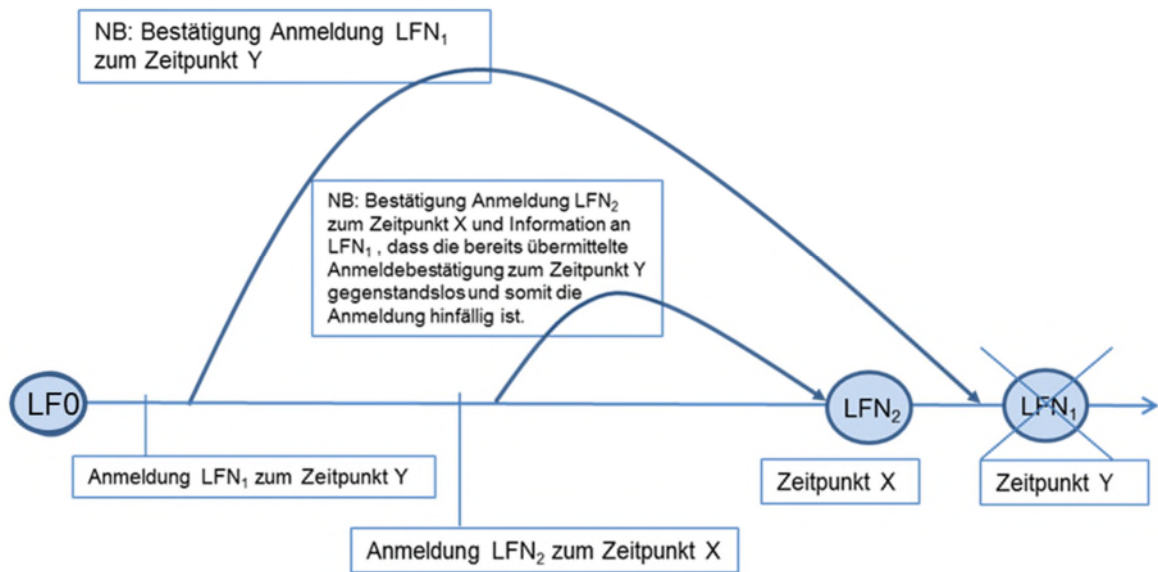 NB: Bestätigung Anmeldung LFN₁
zum Zeitpunkt Y
NB: Bestätigung Anmeldung LFN₂
zum Zeitpunkt X und Information an
LFN₁ , dass die bereits übermittelte
Anmeldebestätigung zum Zeitpunkt Y
gegenstandslos und somit die
Anmeldung hinfällig ist.
LF0
LFN₂
LFN₁
Anmeldung LFN₁ zum Zeitpunkt Y
Zeitpunkt X
Zeitpunkt Y
Anmeldung LFN₂ zum Zeitpunkt X